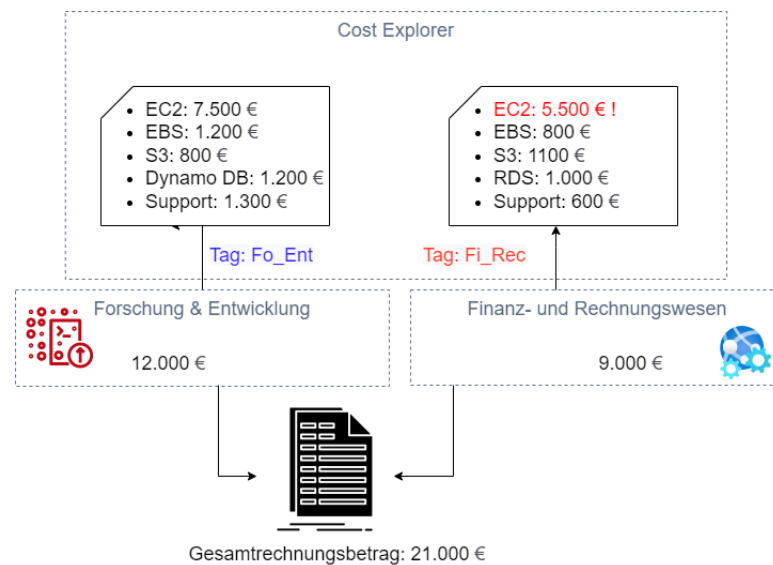 Cost Explorer
• EC2: 7.500 €
• EBS: 1.200 €
• S3: 800 €
• Dynamo DB: 1.200 €
• Support: 1.300 €
• EC2: 5.500 € !
• EBS: 800 €
• S3: 1100 €
• RDS: 1.000 €
• Support: 600 €
Tag: Fo_Ent
Tag: Fi_Rec
Forschung & Entwicklung
12.000 €
Finanz- und Rechnungswesen
9.000 €
Gesamtrechnungsbetrag: 21.000 €